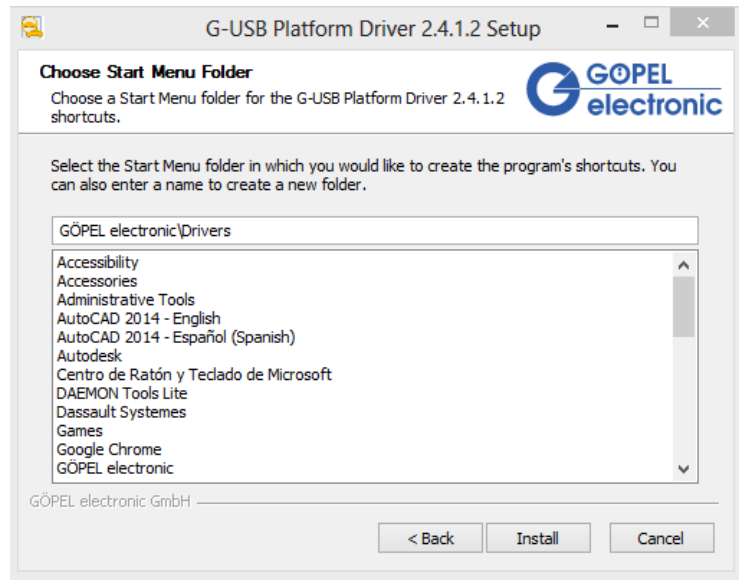 G-USB Platform Driver 2.4.1.2 Setup
Choose Start Menu Folder
Choose a Start Menu folder for the G-USB Platform Driver 2.4.1.2
shortcuts.
GÖPEL
electronic
Select the Start Menu folder in which you would like to create the program's shortcuts. You
can also enter a name to create a new folder.
GÖPEL electronic\Drivers
Accessibility
Accessories
Administrative Tools
AutoCAD 2014 - English
AutoCAD 2014 - Español (Spanish)
Autodesk
Centro de Ratón y Teclado de Microsoft
DAEMON Tools Lite
Dassault Systemes
Games
Google Chrome
GÖPEL electronic
GÖPEL electronic GmbH
< Back Install Cancel